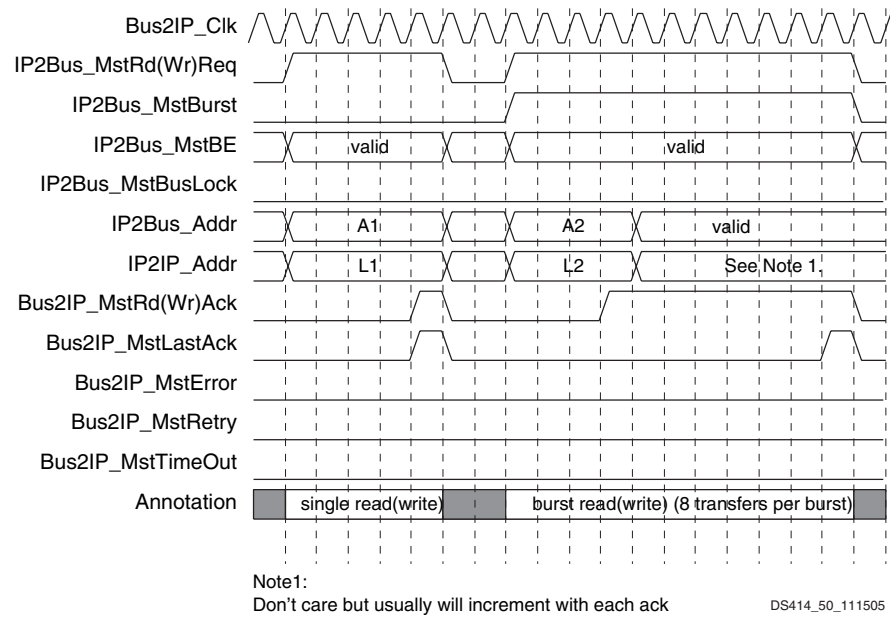 Bus2IP_Clk
IP2Bus_MstRd(Wr)Req
IP2Bus_MstBurst
IP2Bus_MstBE valid valid
IP2Bus_MstBusLock
IP2Bus_Addr A1 A2 valid
IP2IP_Addr L1 L2 See Note 1.
Bus2IP_MstRd(Wr)Ack
Bus2IP_MstLastAck
Bus2IP_MstError
Bus2IP_MstRetry
Bus2IP_MstTimeOut
Annotation single read(write) burst read(write) (8 transfers per burst)
Note1:
Don't care but usually will increment with each ack DS414_50_111505